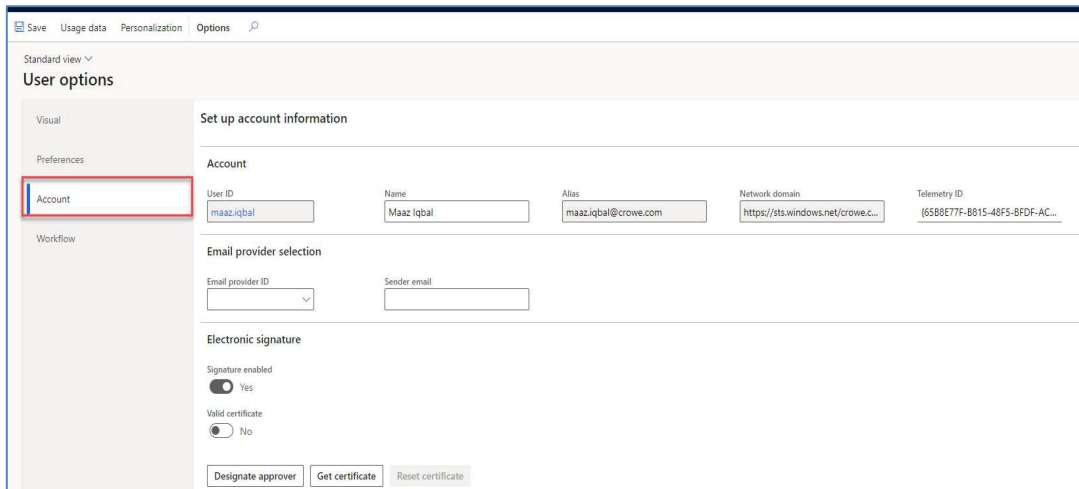 Save Usage data Personalization Options
Standard view
User options
Visual
Preferences
Account
Workflow
Set up account information
Account
User ID Name Alias Network domain Telemetry ID
maaz.iqbal Maaz Iqbal maaz.iqbal@crowe.com https://sts.windows.net/crowe.c... {65B8E77F-B815-48F5-BFDF-AC...
Email provider selection
Email provider ID Sender email
Electronic signature
Signature enabled
Yes
Valid certificate
No
Designate approver Get certificate Reset certificate